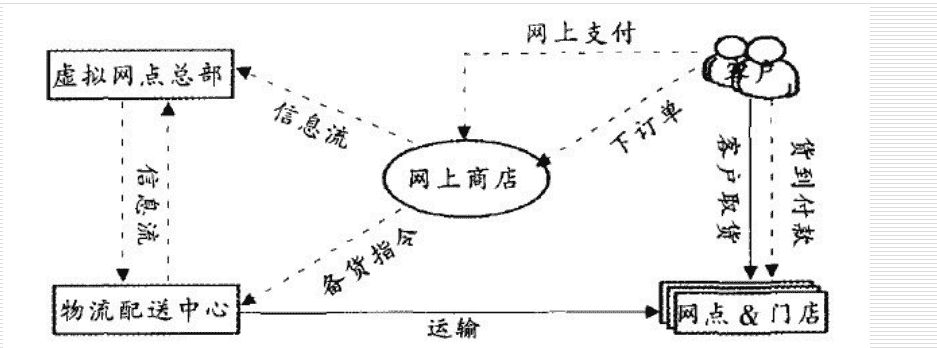 网上支付
客户
虚拟网点总部
信息流
下订单
网上商店
客户取货
货到付款
信息流
备货指令
物流配送中心
运输
网点 & 门店